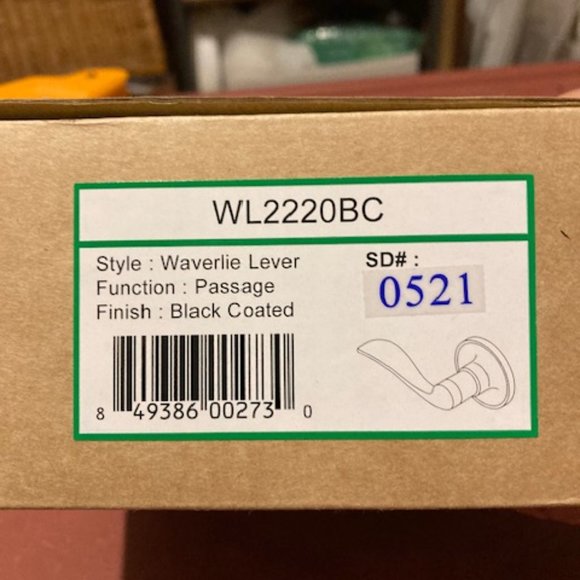 WL2220BC
Style : Waverlie Lever
Function : Passage
Finish : Black Coated
SD# :
0521
8 49386 00273 0